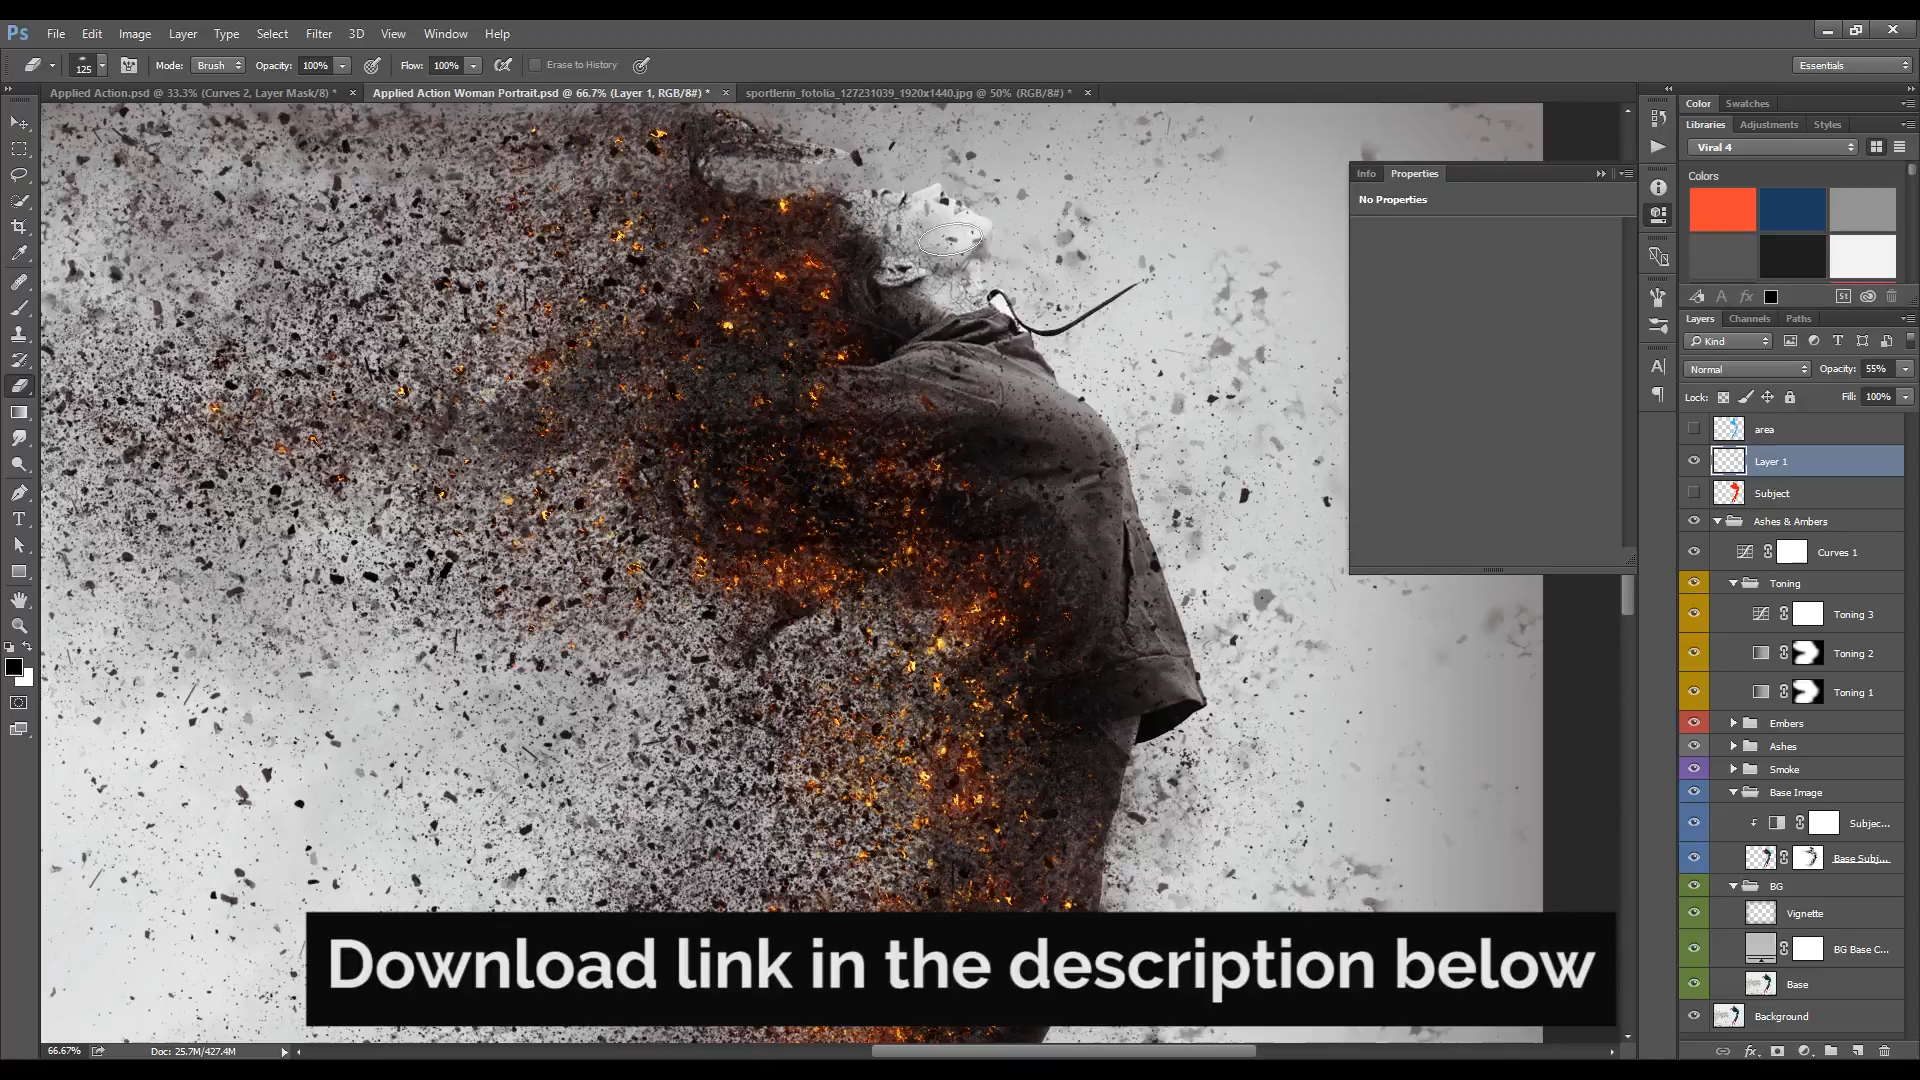 Ps File Edit Image Layer Type Select Filter 3D View Window Help
125 Mode: Brush Opacity: 100% Flow: 100% Erase to History Essentials
Applied Action.psd @ 33.3% (Curves 2, Layer Mask/8) * Applied Action Woman Portrait.psd @ 66.7% (Layer 1, RGB/8#) * sportlerin_fotolia_127231039_1920x1440.jpg @ 50% (RGB/8#) *
Color Swatches
Libraries Adjustments Styles
Viral 4
Info Properties
No Properties
Colors
Layers Channels Paths
Kind
Normal Opacity: 55%
Lock: Fill: 100%
area
Layer 1
Subject
Ashes & Ambers
Curves 1
Toning
Toning 3
Toning 2
Toning 1
Embers
Ashes
Smoke
Base Image
Subjec...
Base Subj...
BG
Vignette
BG Base C...
Base
Background
Download link in the description below
66.67% Doc: 25.7M/427.4M